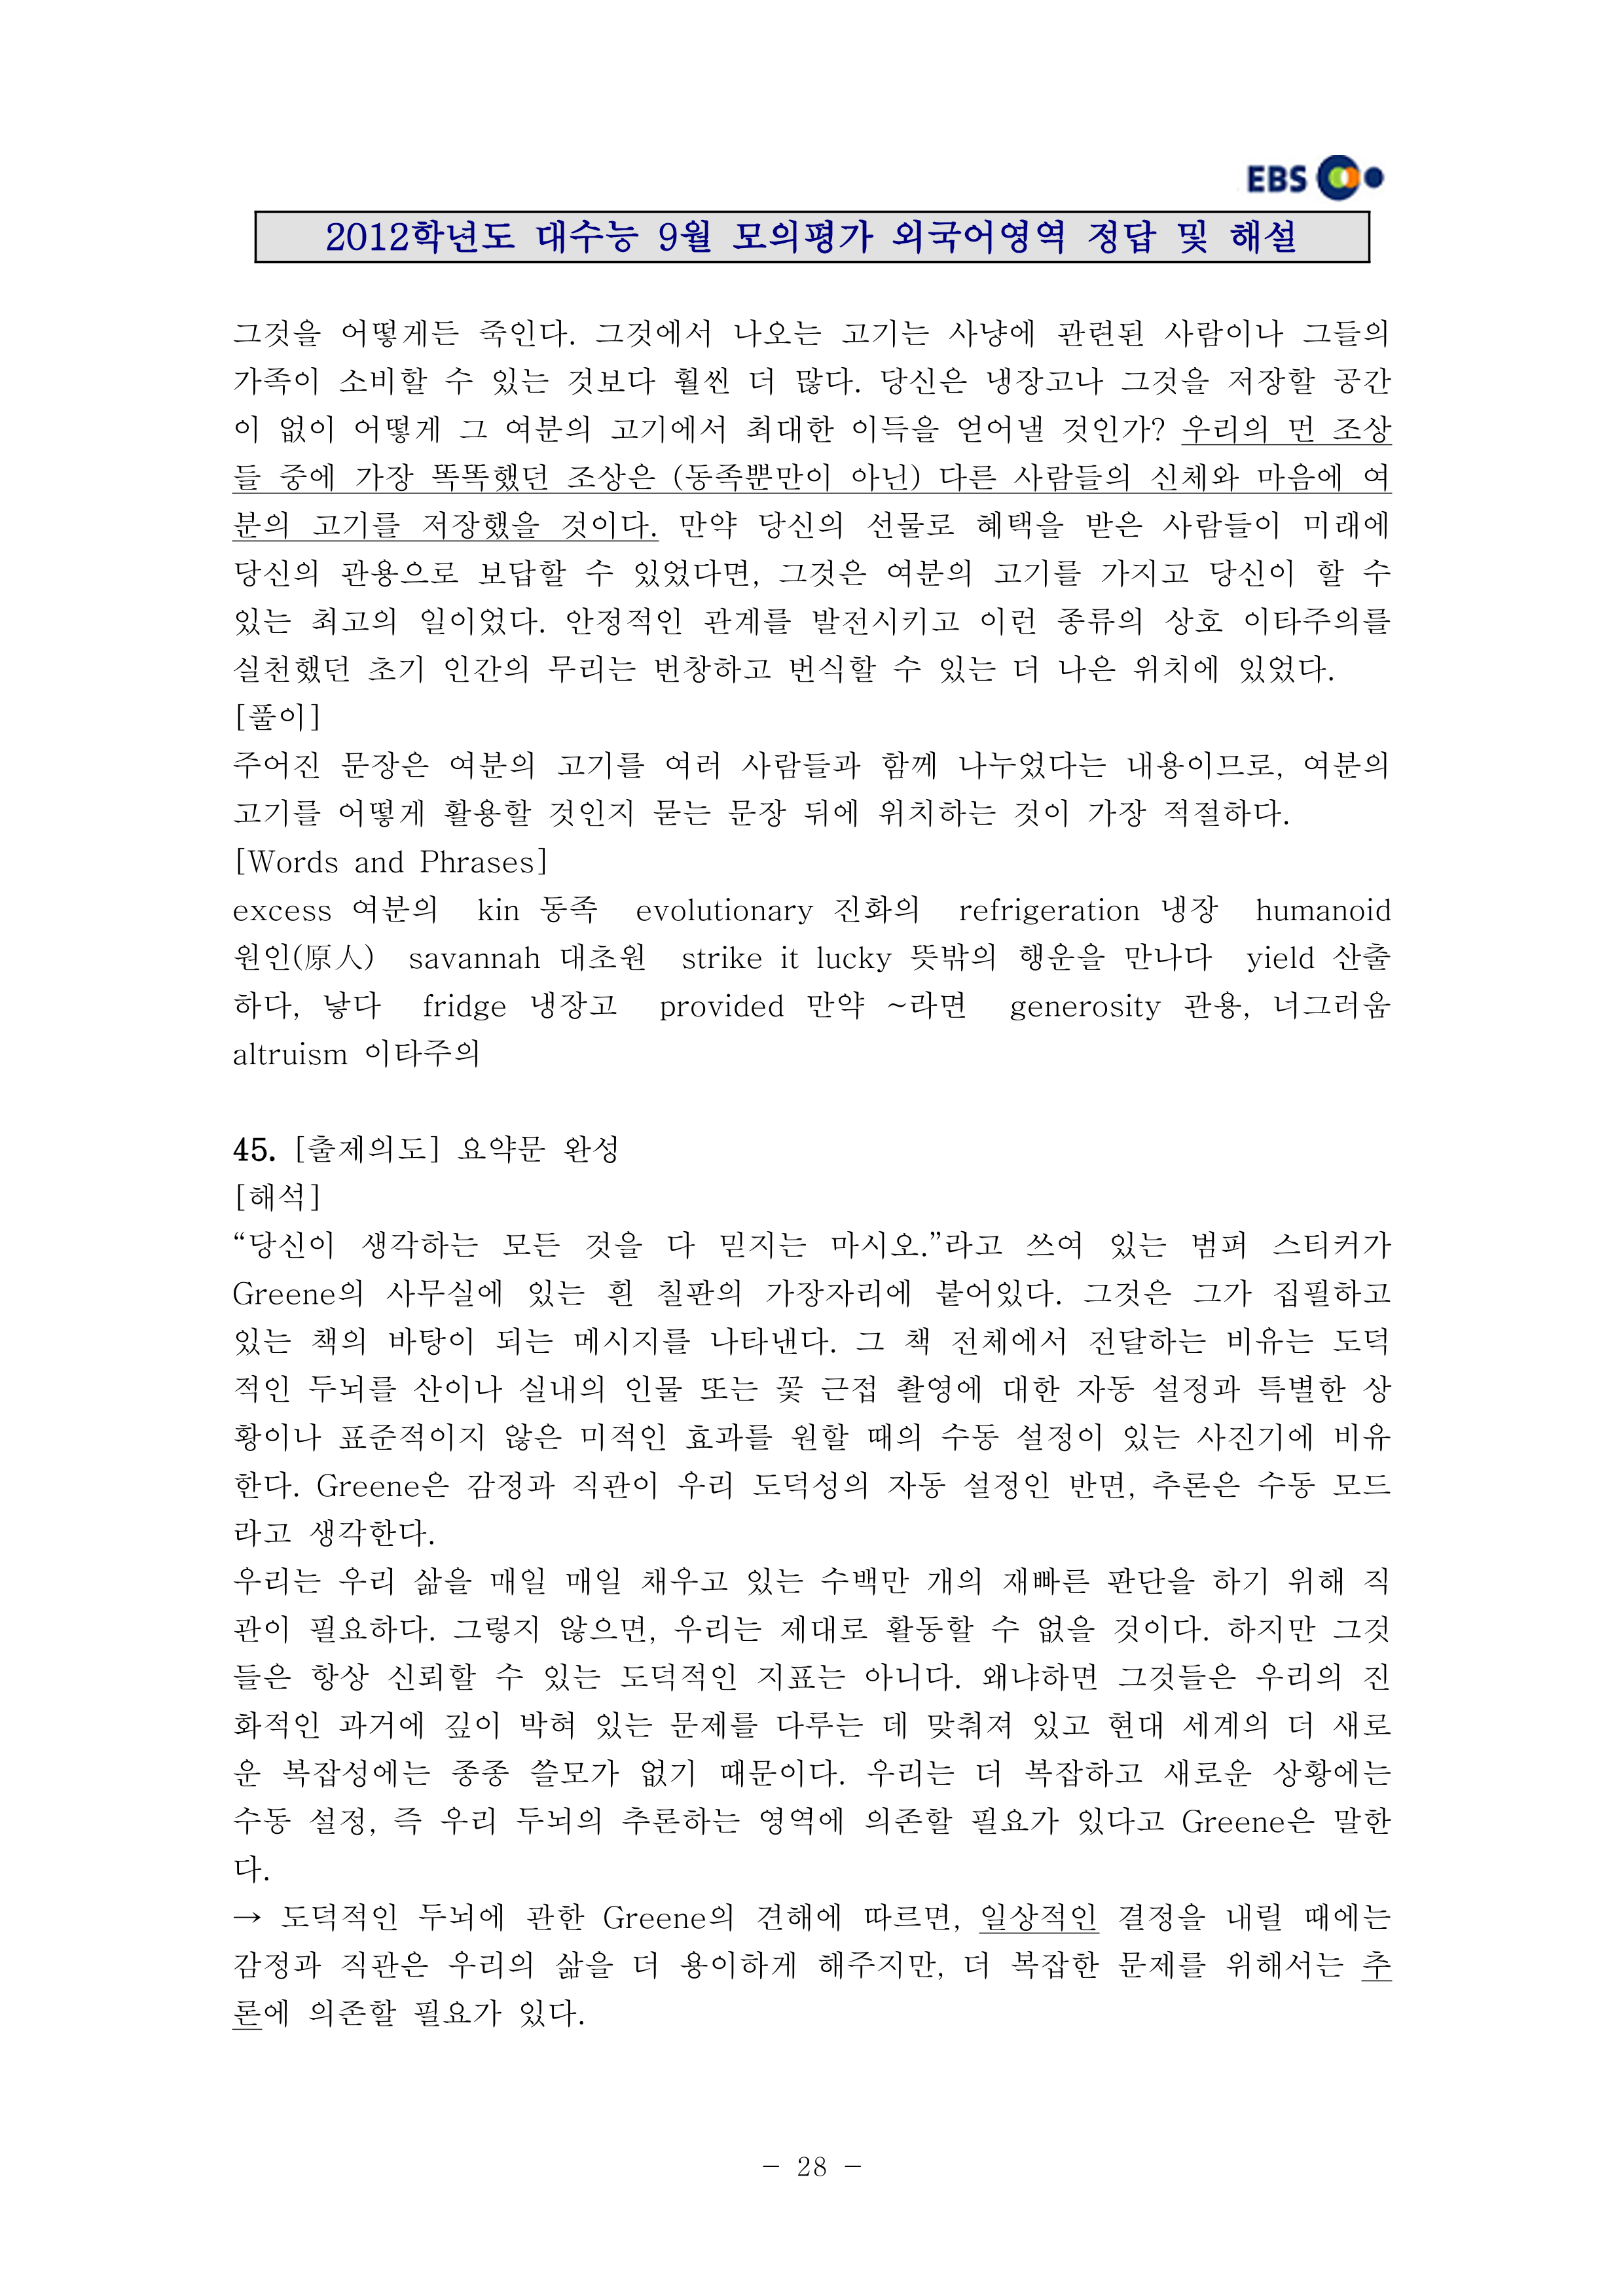 EBS
2012학년도 대수능 9월 모의평가 외국어영역 정답 및 해설
그것을 어떻게든 죽인다. 그것에서 나오는 고기는 사냥에 관련된 사람이나 그들의
가족이 소비할 수 있는 것보다 훨씬 더 많다. 당신은 냉장고나 그것을 저장할 공간
이 없이 어떻게 그 여분의 고기에서 최대한 이득을 얻어낼 것인가? 우리의 먼 조상
들 중에 가장 똑똑했던 조상은 (동족뿐만이 아닌) 다른 사람들의 신체와 마음에 여
분의 고기를 저장했을 것이다. 만약 당신의 선물로 혜택을 받은 사람들이 미래에
당신의 관용으로 보답할 수 있었다면, 그것은 여분의 고기를 가지고 당신이 할 수
있는 최고의 일이었다. 안정적인 관계를 발전시키고 이런 종류의 상호 이타주의를
실천했던 초기 인간의 무리는 번창하고 번식할 수 있는 더 나은 위치에 있었다.
[풀이]
주어진 문장은 여분의 고기를 여러 사람들과 함께 나누었다는 내용이므로, 여분의
고기를 어떻게 활용할 것인지 묻는 문장 뒤에 위치하는 것이 가장 적절하다.
[Words and Phrases]
excess 여분의 kin 동족 evolutionary 진화의 refrigeration 냉장 humanoid
원인(原人) savannah 대초원 strike it lucky 뜻밖의 행운을 만나다 yield 산출
하다, 낳다 fridge 냉장고 provided 만약 ~라면 generosity 관용, 너그러움
altruism 이타주의
45. [출제의도] 요약문 완성
[해석]
“당신이 생각하는 모든 것을 다 믿지는 마시오.”라고 쓰여 있는 범퍼 스티커가
Greene의 사무실에 있는 흰 칠판의 가장자리에 붙어있다. 그것은 그가 집필하고
있는 책의 바탕이 되는 메시지를 나타낸다. 그 책 전체에서 전달하는 비유는 도덕
적인 두뇌를 산이나 실내의 인물 또는 꽃 근접 촬영에 대한 자동 설정과 특별한 상
황이나 표준적이지 않은 미적인 효과를 원할 때의 수동 설정이 있는 사진기에 비유
한다. Greene은 감정과 직관이 우리 도덕성의 자동 설정인 반면, 추론은 수동 모드
라고 생각한다.
우리는 우리 삶을 매일 매일 채우고 있는 수백만 개의 재빠른 판단을 하기 위해 직
관이 필요하다. 그렇지 않으면, 우리는 제대로 활동할 수 없을 것이다. 하지만 그것
들은 항상 신뢰할 수 있는 도덕적인 지표는 아니다. 왜냐하면 그것들은 우리의 진
화적인 과거에 깊이 박혀 있는 문제를 다루는 데 맞춰져 있고 현대 세계의 더 새로
운 복잡성에는 종종 쓸모가 없기 때문이다. 우리는 더 복잡하고 새로운 상황에는
수동 설정, 즉 우리 두뇌의 추론하는 영역에 의존할 필요가 있다고 Greene은 말한
다.
→ 도덕적인 두뇌에 관한 Greene의 견해에 따르면, 일상적인 결정을 내릴 때에는
감정과 직관은 우리의 삶을 더 용이하게 해주지만, 더 복잡한 문제를 위해서는 추
론에 의존할 필요가 있다.
- 28 -